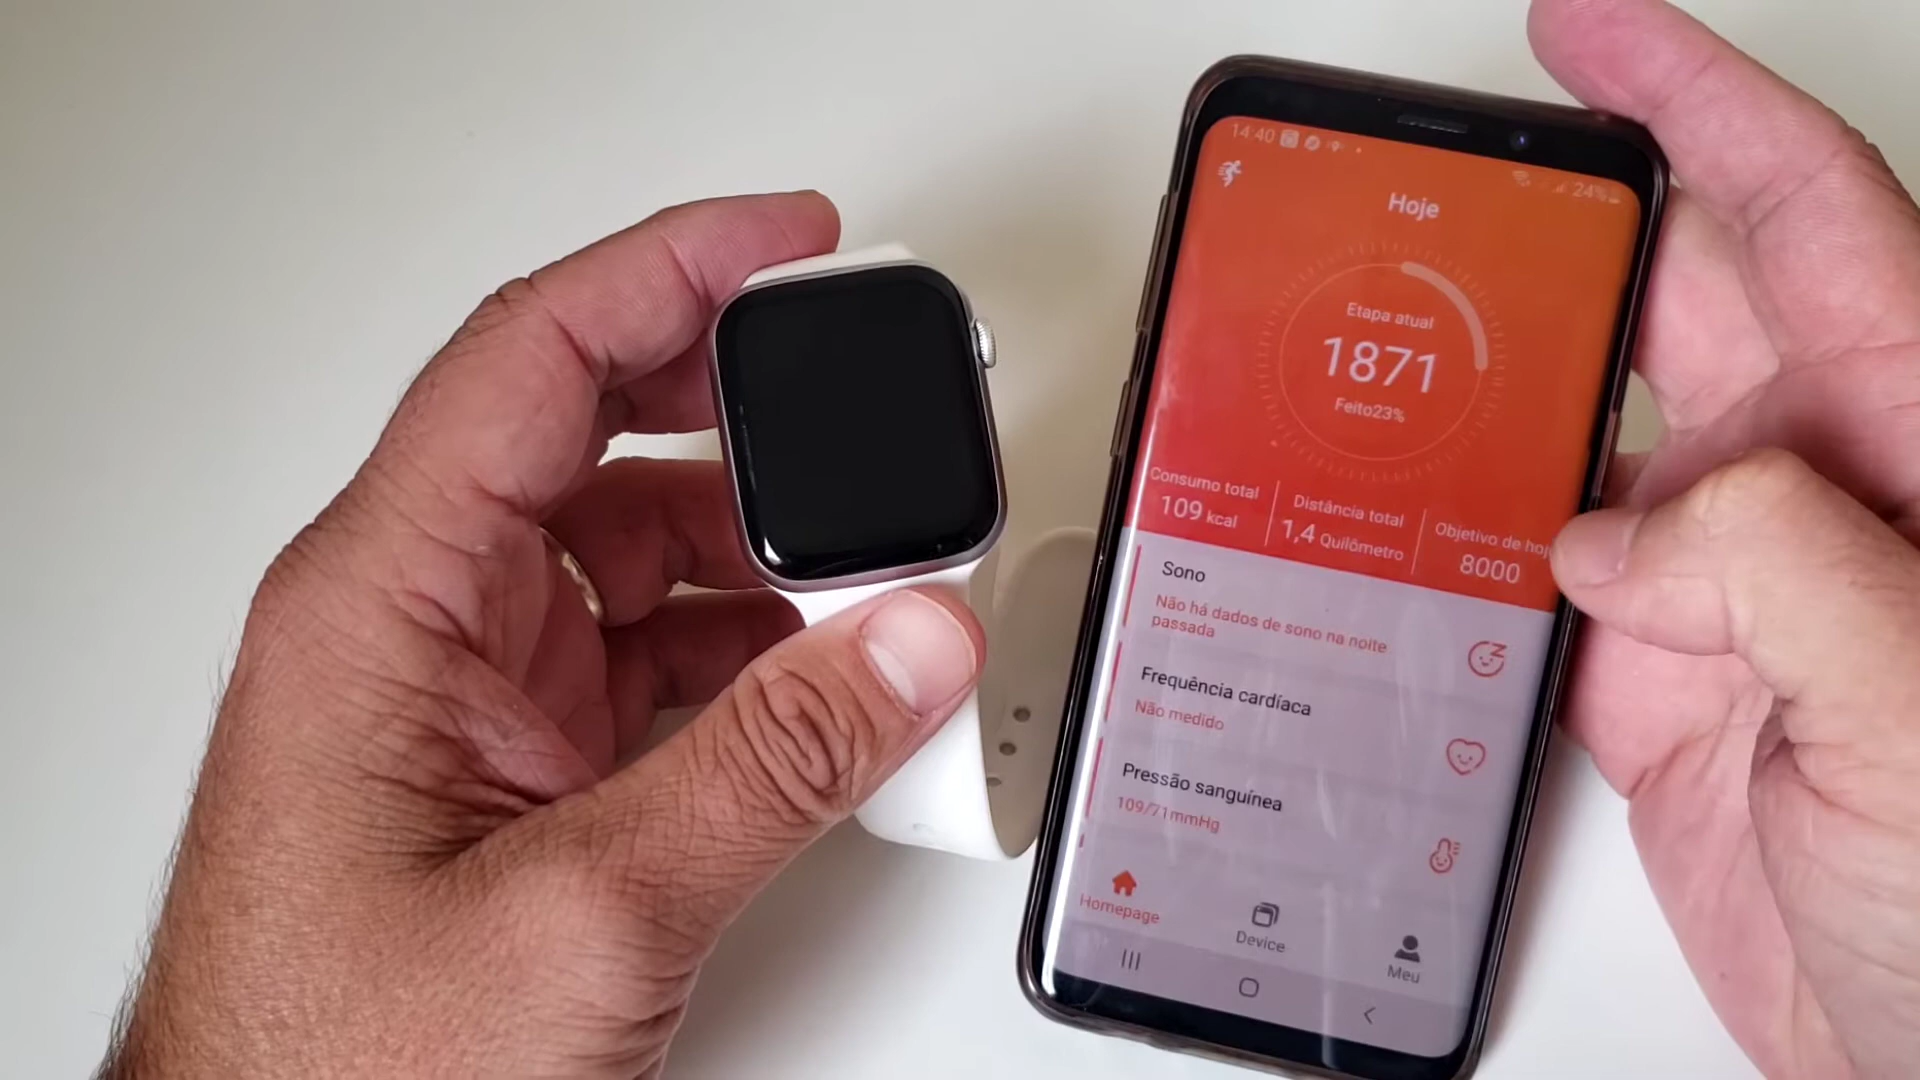 14:40
24%
Hoje
Etapa atual
1871
Feito23%
Consumo total
109 kcal
Distância total
1,4 Quilômetro
Objetivo de hoj
8000
Sono
Não há dados de sono na noite
passada
Frequência cardíaca
Não medido
Pressão sanguínea
109/71mmHg
Homepage
Device
Meu